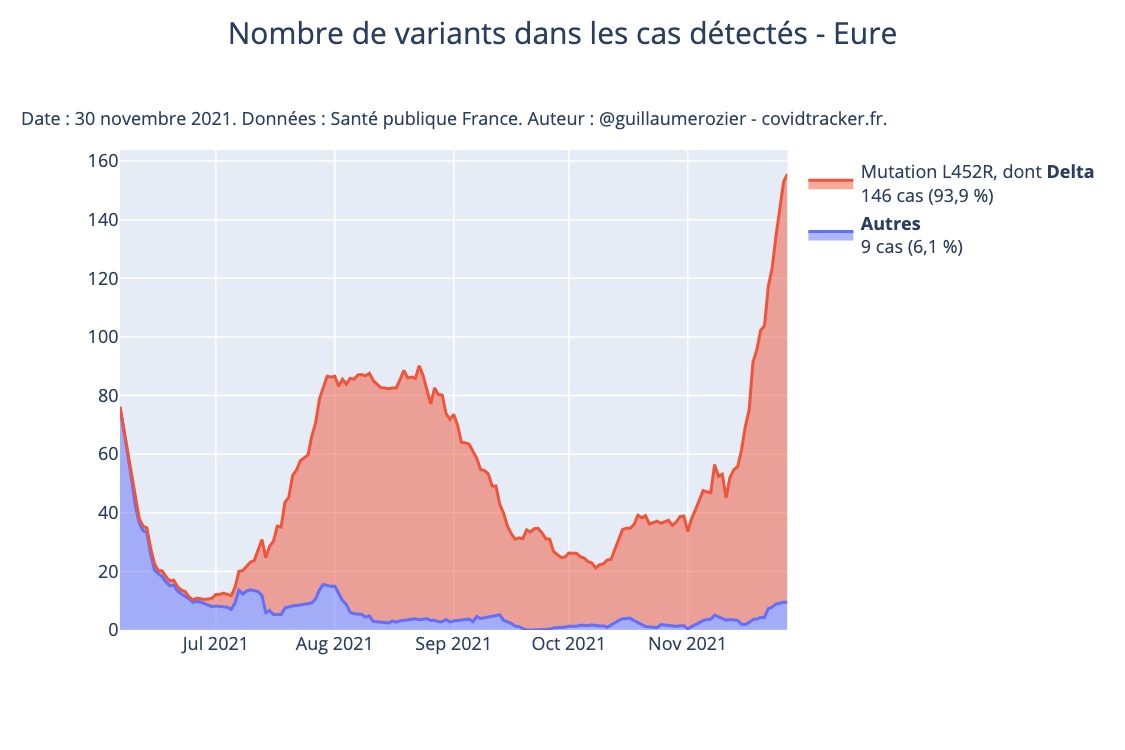 Nombre de variants dans les cas détectés - Eure
Date : 30 novembre 2021. Données : Santé publique France. Auteur : @guillaumerozier - covidtracker.fr.
160
140
120
100
80
60
40
20
0
Jul 2021 Aug 2021 Sep 2021 Oct 2021 Nov 2021
Mutation L452R, dont Delta
146 cas (93,9 %)
Autres
9 cas (6,1 %)